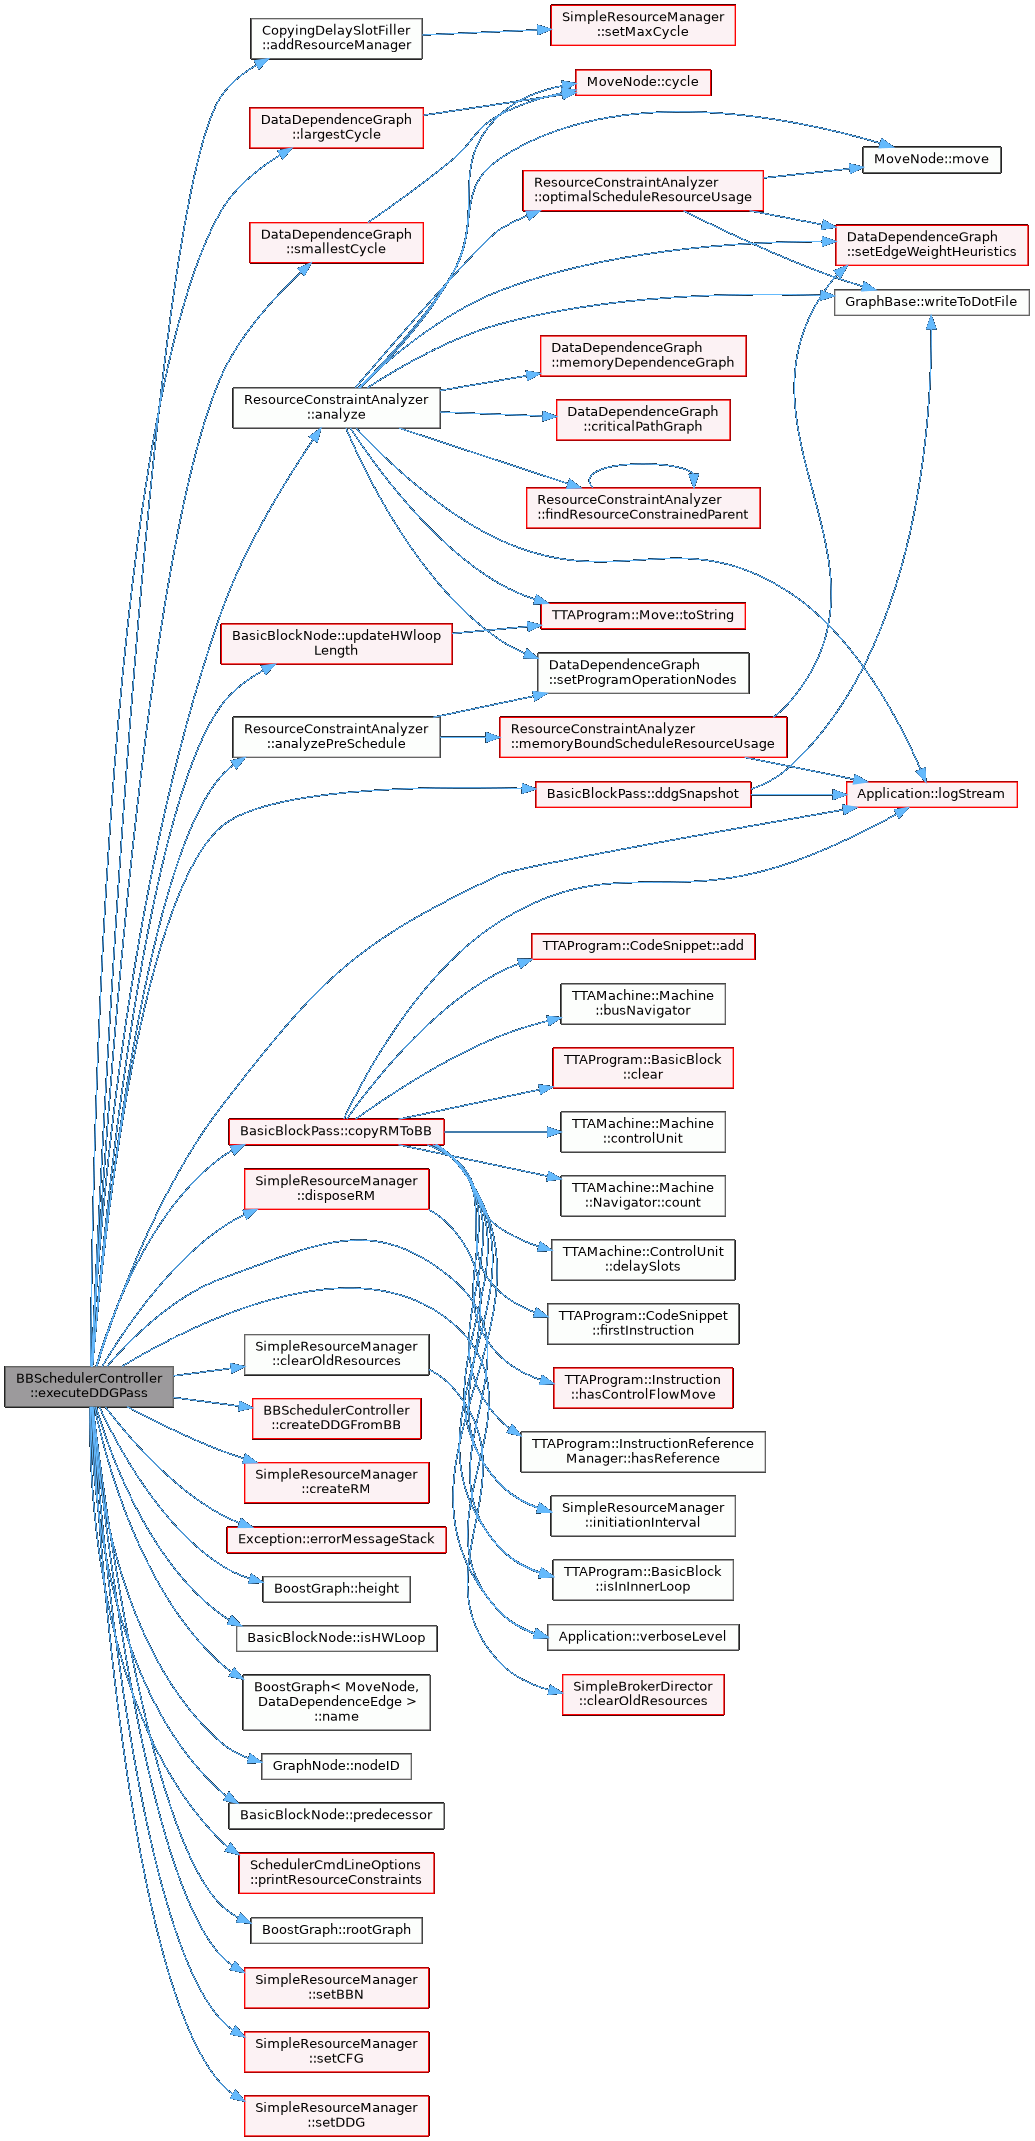 CopyingDelaySlotFiller
::addResourceManager
SimpleResourceManager
::setMaxCycle
MoveNode::cycle
DataDependenceGraph
::largestCycle
MoveNode::move
ResourceConstraintAnalyzer
::optimalScheduleResourceUsage
DataDependenceGraph
::smallestCycle
DataDependenceGraph
::setEdgeWeightHeuristics
GraphBase::writeToDotFile
DataDependenceGraph
::memoryDependenceGraph
ResourceConstraintAnalyzer
::analyze
DataDependenceGraph
::criticalPathGraph
ResourceConstraintAnalyzer
::findResourceConstrainedParent
TTAProgram::Move::toString
BasicBlockNode::updateHWloop
Length
DataDependenceGraph
::setProgramOperationNodes
ResourceConstraintAnalyzer
::analyzePreSchedule
ResourceConstraintAnalyzer
::memoryBoundScheduleResourceUsage
BasicBlockPass::ddgSnapshot
Application::logStream
TTAProgram::CodeSnippet::add
TTAMachine::Machine
::busNavigator
TTAProgram::BasicBlock
::clear
BasicBlockPass::copyRMToBB
TTAMachine::Machine
::controlUnit
SimpleResourceManager
::disposeRM
TTAMachine::Machine
::Navigator::count
TTAMachine::ControlUnit
::delaySlots
TTAProgram::CodeSnippet
::firstInstruction
SimpleResourceManager
::clearOldResources
BBSchedulerController
::executeDDGPass
TTAProgram::Instruction
::hasControlFlowMove
BBSchedulerController
::createDDGFromBB
TTAProgram::InstructionReference
Manager::hasReference
SimpleResourceManager
::createRM
SimpleResourceManager
::initiationInterval
Exception::errorMessageStack
TTAProgram::BasicBlock
::isInInnerLoop
BoostGraph::height
BasicBlockNode::isHWLoop
Application::verboseLevel
BoostGraph< MoveNode,
DataDependenceEdge >
::name
SimpleBrokerDirector
::clearOldResources
GraphNode::nodeID
BasicBlockNode::predecessor
SchedulerCmdLineOptions
::printResourceConstraints
BoostGraph::rootGraph
SimpleResourceManager
::setBBN
SimpleResourceManager
::setCFG
SimpleResourceManager
::setDDG